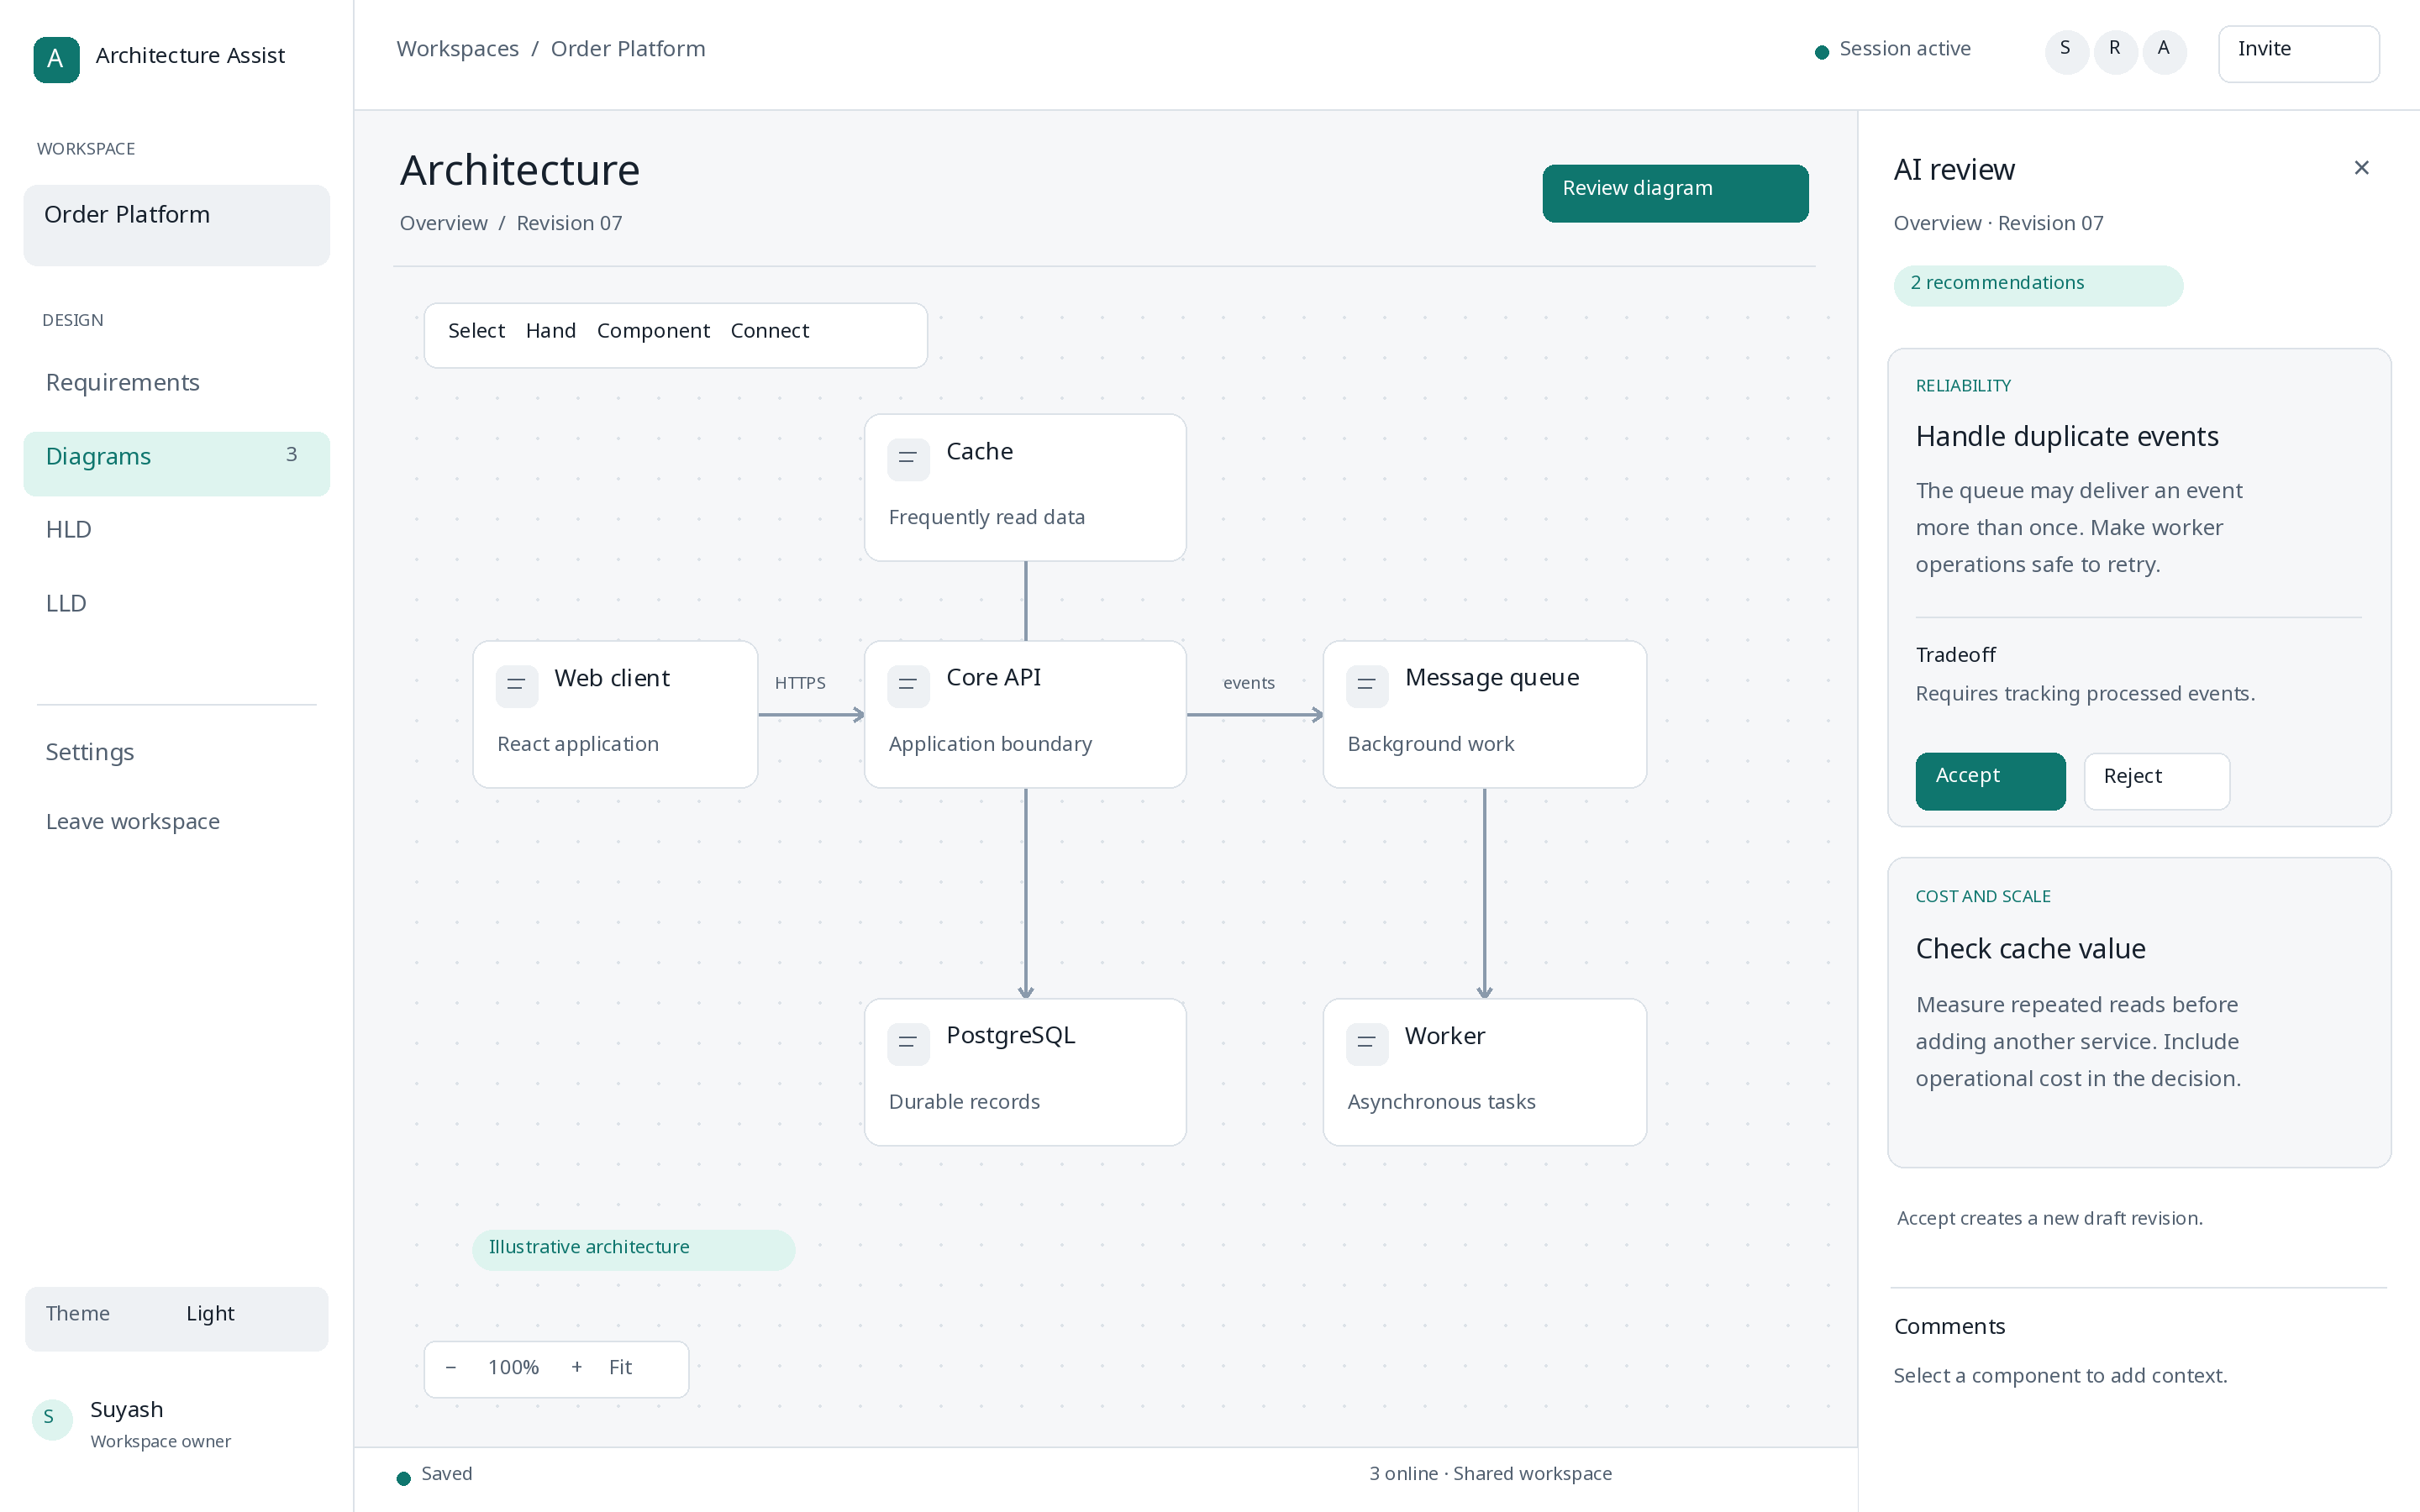 A Architecture Assist
WORKSPACE
Order Platform
DESIGN
Requirements
Diagrams 3
HLD
LLD
Settings
Leave workspace
Theme Light
S
Suyash
Workspace owner
Workspaces / Order Platform
Session active
S R A
Invite
Architecture
Overview / Revision 07
Review diagram
Select Hand Component Connect
Cache
Frequently read data
Web client
React application
HTTPS
Core API
Application boundary
events
Message queue
Background work
PostgreSQL
Durable records
Worker
Asynchronous tasks
Illustrative architecture
− 100% + Fit
Saved
3 online · Shared workspace
AI review ×
Overview · Revision 07
2 recommendations
RELIABILITY
Handle duplicate events
The queue may deliver an event
more than once. Make worker
operations safe to retry.
Tradeoff
Requires tracking processed events.
Accept Reject
COST AND SCALE
Check cache value
Measure repeated reads before
adding another service. Include
operational cost in the decision.
Accept creates a new draft revision.
Comments
Select a component to add context.